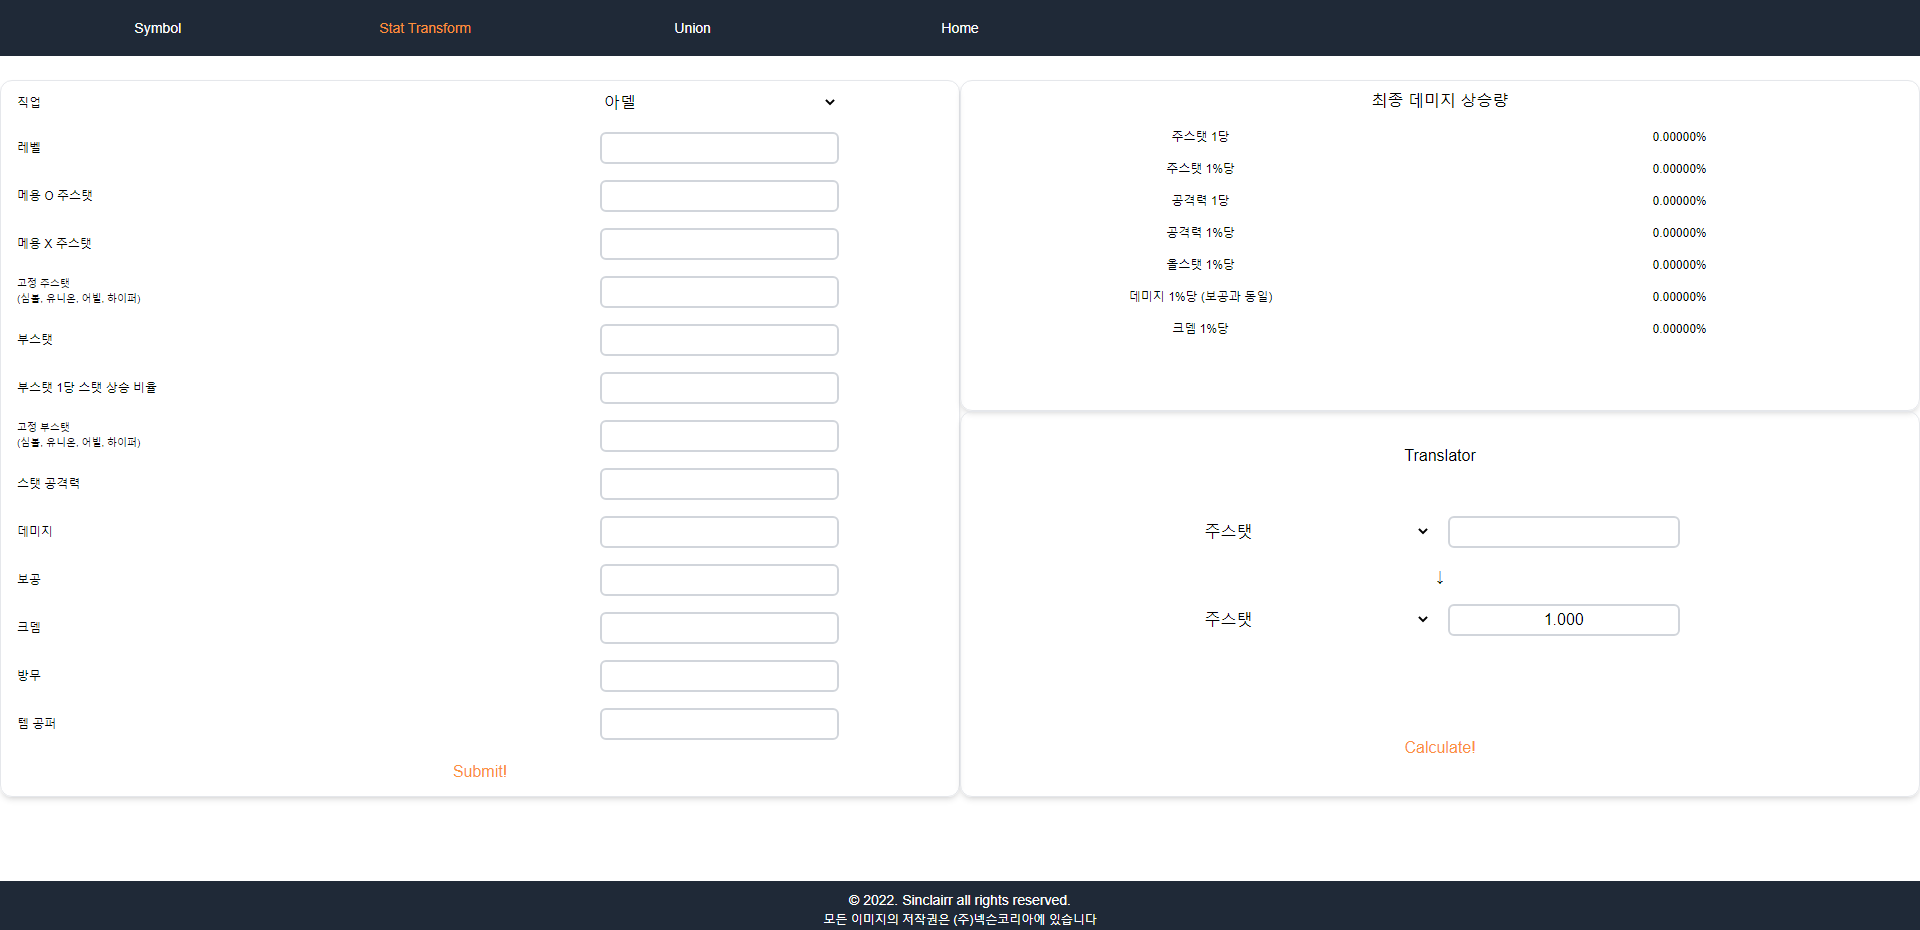 Symbol
Stat Transform
Union
Home
직업
아델
레벨
메용 O 주스탯
메용 X 주스탯
고정 주스탯
(심볼, 유니온, 어빌, 하이퍼)
부스탯
부스탯 1당 스탯 상승 비율
고정 부스탯
(심볼, 유니온, 어빌, 하이퍼)
스탯 공격력
데미지
보공
크뎀
방무
템 공퍼
Submit!
최종 데미지 상승량
주스탯 1당 0.00000%
주스탯 1%당 0.00000%
공격력 1당 0.00000%
공격력 1%당 0.00000%
올스탯 1%당 0.00000%
데미지 1%당 (보공과 동일) 0.00000%
크뎀 1%당 0.00000%
Translator
주스탯
↓
주스탯 1.000
Calculate!
© 2022. Sinclairr all rights reserved.
모든 이미지의 저작권은 (주)넥슨코리아에 있습니다